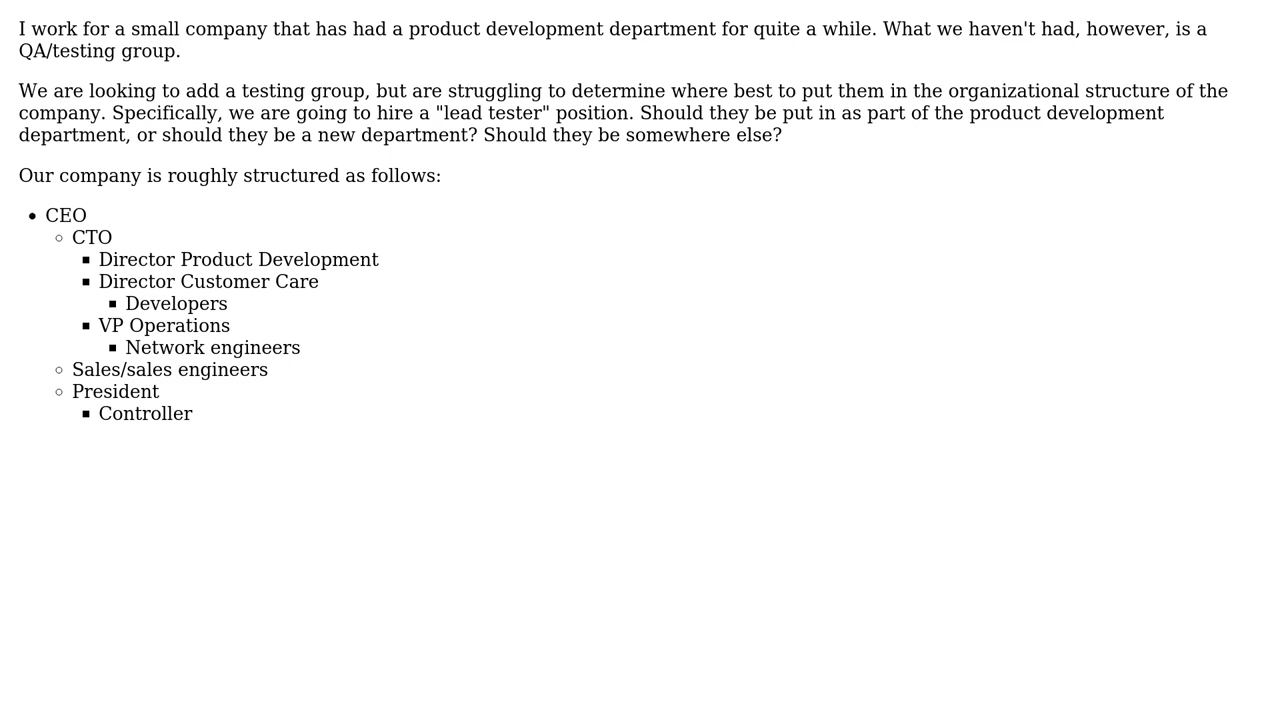 I work for a small company that has had a product development department for quite a while. What we haven't had, however, is a
QA/testing group.
We are looking to add a testing group, but are struggling to determine where best to put them in the organizational structure of the
company. Specifically, we are going to hire a "lead tester" position. Should they be put in as part of the product development
department, or should they be a new department? Should they be somewhere else?
Our company is roughly structured as follows:
CEO
CTO
Director Product Development
Director Customer Care
Developers
VP Operations
Network engineers
Sales/sales engineers
President
Controller